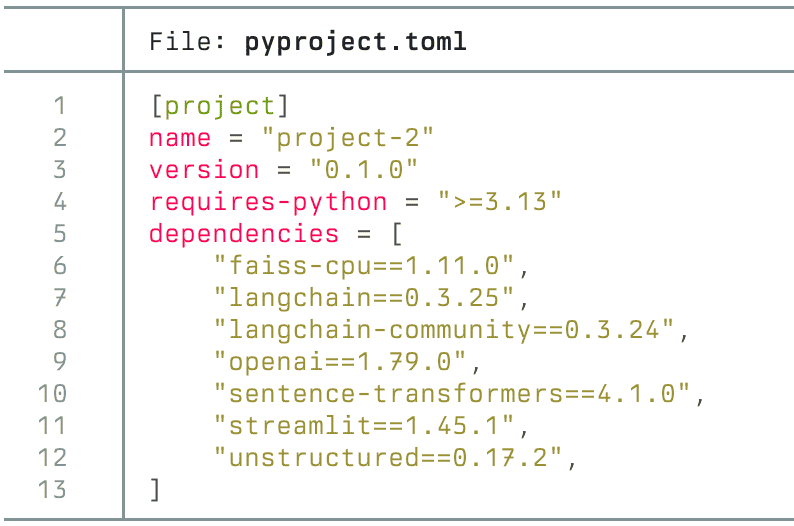 File: pyproject.toml
1 [project]
2 name = "project-2"
3 version = "0.1.0"
4 requires-python = ">=3.13"
5 dependencies = [
6     "faiss-cpu==1.11.0",
7     "langchain==0.3.25",
8     "langchain-community==0.3.24",
9     "openai==1.79.0",
10     "sentence-transformers==4.1.0",
11     "streamlit==1.45.1",
12     "unstructured==0.17.2",
13 ]